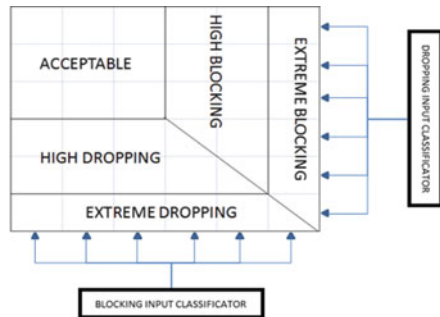 ACCEPTABLE
HIGH BLOCKING
EXTREME BLOCKING
HIGH DROPPING
EXTREME DROPPING
DROPPING INPUT CLASSIFICATOR
BLOCKING INPUT CLASSIFICATOR